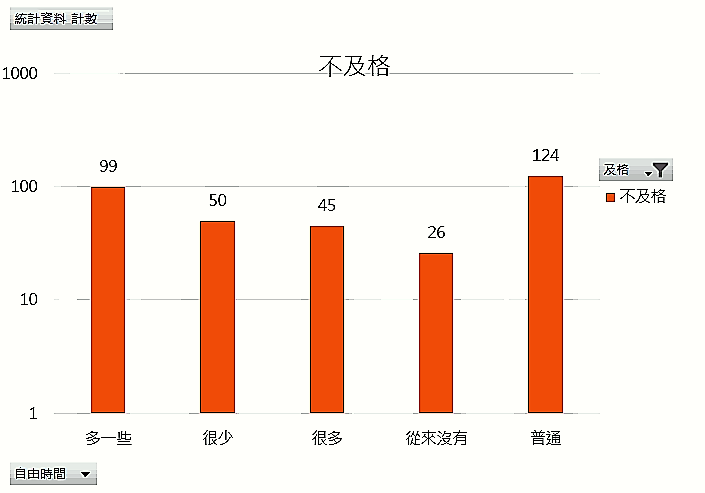 統計資料 計數
不及格
1000
100
10
1
99
50
45
26
124
及格
不及格
多一些
很少
很多
從來沒有
普通
自由時間